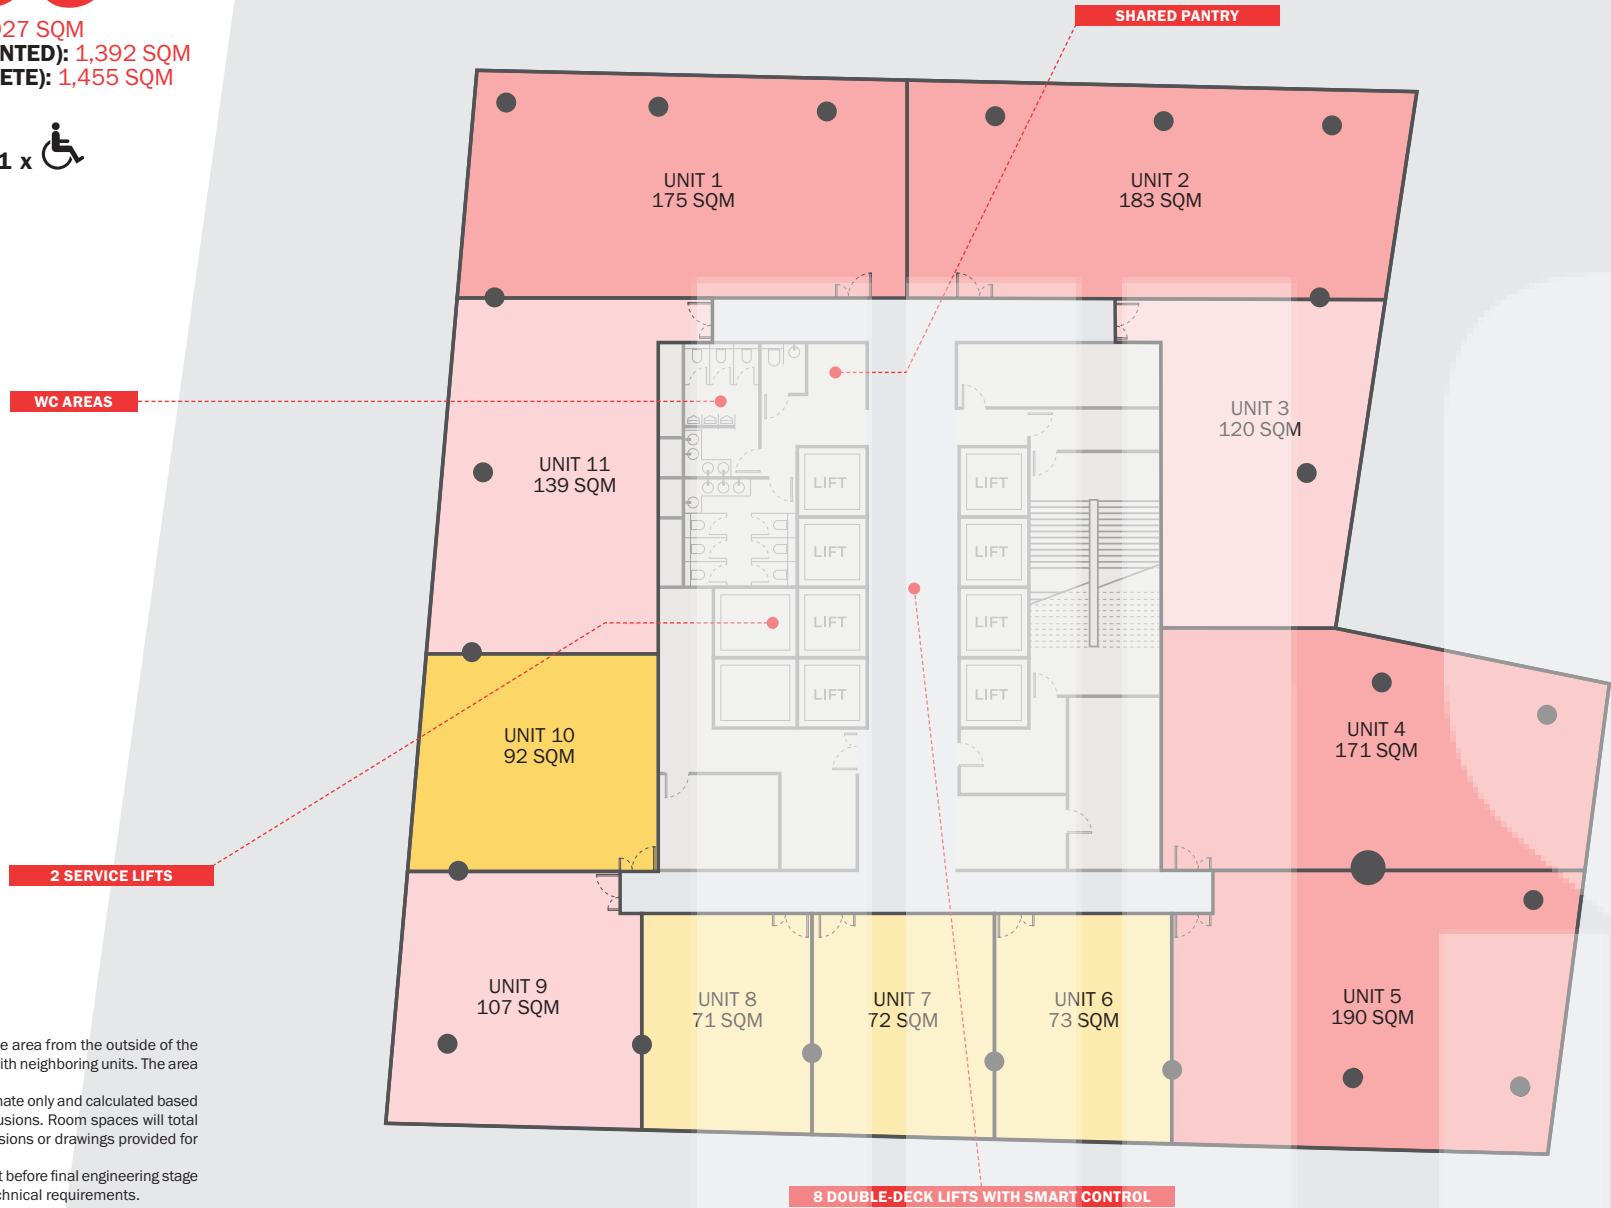 927 SQM
NTED): 1,392 SQM
ETE): 1,455 SQM
1 x
SHARED PANTRY
UNIT 1
175 SQM
UNIT 2
183 SQM
WC AREAS
UNIT 3
120 SQM
UNIT 11
139 SQM
LIFT
LIFT
LIFT
LIFT
LIFT
LIFT
LIFT
LIFT
UNIT 10
92 SQM
UNIT 4
171 SQM
2 SERVICE LIFTS
UNIT 9
107 SQM
UNIT 8
71 SQM
UNIT 7
72 SQM
UNIT 6
73 SQM
UNIT 5
190 SQM
e area from the outside of the
ith neighboring units. The area
nate only and calculated based
usions. Room spaces will total
sions or drawings provided for
t before final engineering stage
chnical requirements.
8 DOUBLE-DECK LIFTS WITH SMART CONTROL